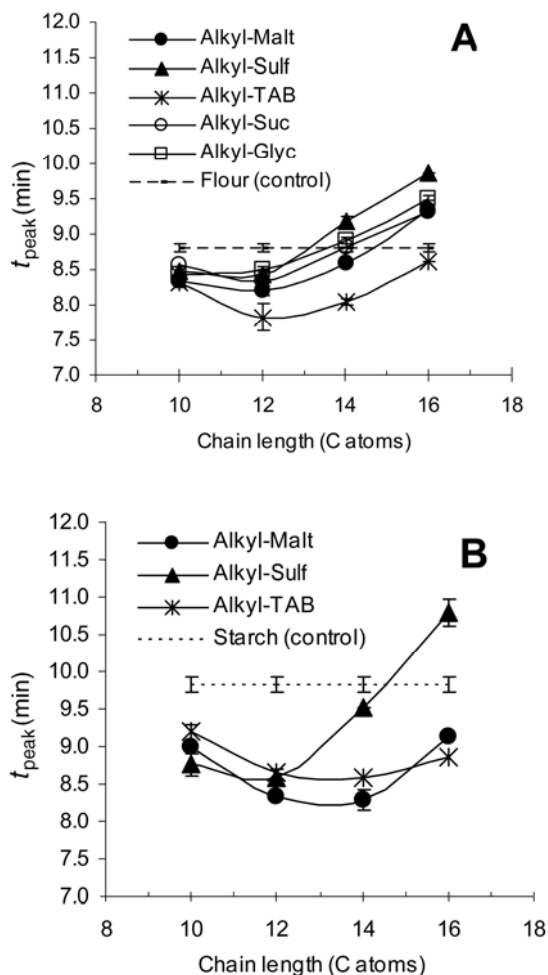 A
Alkyl-Malt
Alkyl-Sulf
Alkyl-TAB
Alkyl-Suc
Alkyl-Glyc
Flour (control)
12.0
11.5
11.0
10.5
10.0
9.5
9.0
8.5
8.0
7.5
7.0
t peak (min)
8 10 12 14 16 18
Chain length (C atoms)
B
Alkyl-Malt
Alkyl-Sulf
Alkyl-TAB
Starch (control)
12.0
11.5
11.0
10.5
10.0
9.5
9.0
8.5
8.0
7.5
7.0
t peak (min)
8 10 12 14 16 18
Chain length (C atoms)